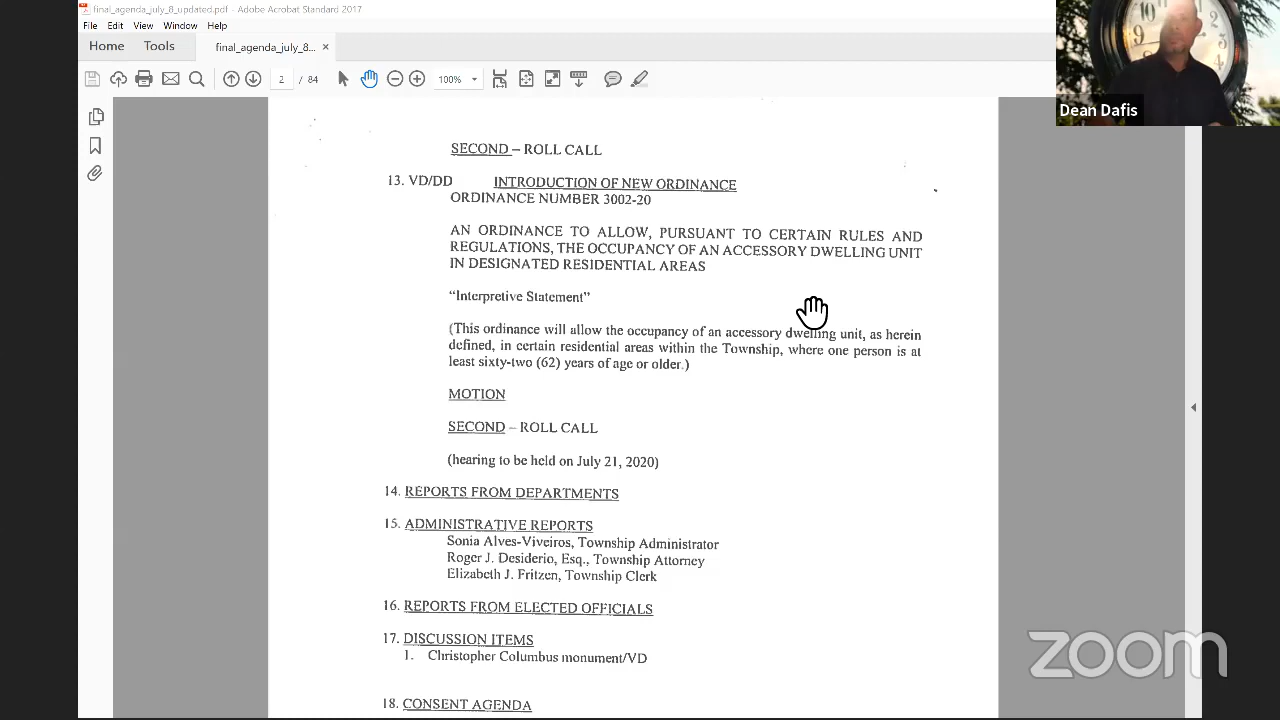 final_agenda_july_8_updated.pdf - Adobe Acrobat Standard 2017
File Edit View Window Help
Home Tools final_agenda_july_8... ×
2 / 84 100%
Dean Dafis
SECOND – ROLL CALL
13. VD/DD INTRODUCTION OF NEW ORDINANCE
ORDINANCE NUMBER 3002-20
AN ORDINANCE TO ALLOW, PURSUANT TO CERTAIN RULES AND
REGULATIONS, THE OCCUPANCY OF AN ACCESSORY DWELLING UNIT
IN DESIGNATED RESIDENTIAL AREAS
“Interpretive Statement”
(This ordinance will allow the occupancy of an accessory dwelling unit, as herein
defined, in certain residential areas within the Township, where one person is at
least sixty-two (62) years of age or older.)
MOTION
SECOND – ROLL CALL
(hearing to be held on July 21, 2020)
14. REPORTS FROM DEPARTMENTS
15. ADMINISTRATIVE REPORTS
Sonia Alves-Viveiros, Township Administrator
Roger J. Desiderio, Esq., Township Attorney
Elizabeth J. Fritzen, Township Clerk
16. REPORTS FROM ELECTED OFFICIALS
17. DISCUSSION ITEMS
1. Christopher Columbus monument/VD
18. CONSENT AGENDA
zoom